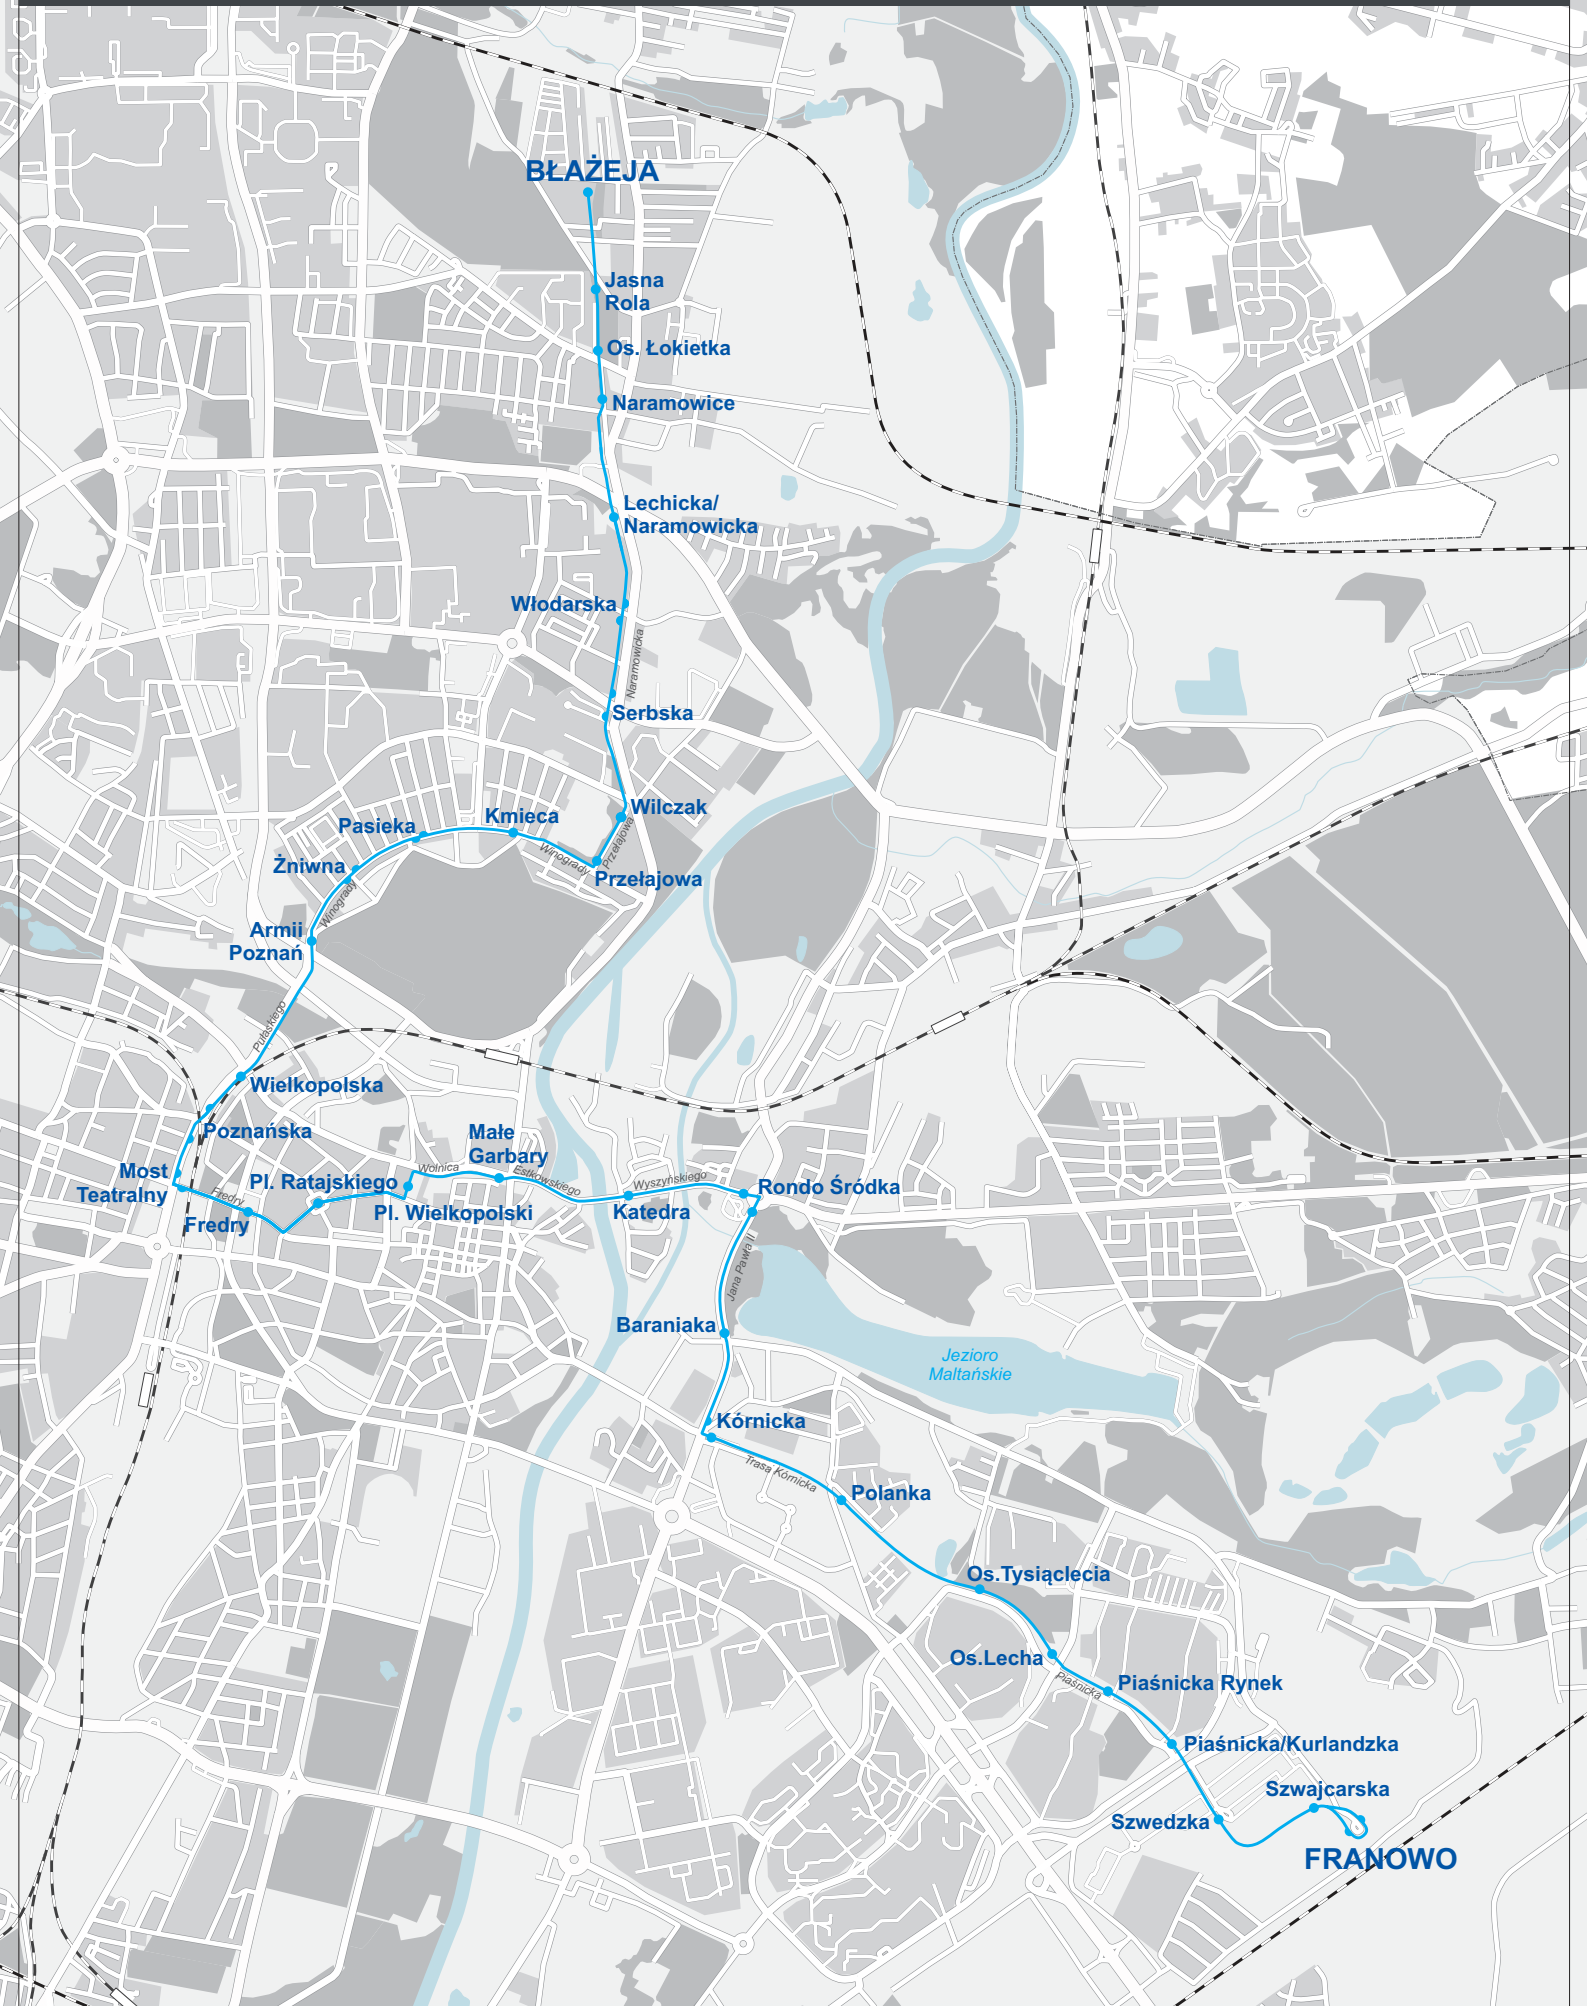 BŁAŻEJA
Jasna
Rola
Os. Łokietka
Naramowice
Lechicka/
Naramowicka
Włodarska
Naramowicka
Serbska
Wilczak
Przełajowa
Kmieca
Pasieka
Winogrady
Przełajowa
Żniwna
Winogrady
Armii
Poznań
Pułaskiego
Wielkopolska
Poznańska
Most
Teatralny
Fredry
Fredry
Pl. Ratajskiego
Wolnica
Pl. Wielkopolski
Małe
Garbary
Estkowskiego
Wyszyńskiego
Katedra
Rondo Śródka
Jana Pawła II
Baraniaka
Jezioro
Maltańskie
Kórnicka
Trasa Kórnicka
Polanka
Os.Tysiąclecia
Os.Lecha
Piaśnicka
Piaśnicka Rynek
Piaśnicka/Kurlandzka
Szwajcarska
Szwedzka
FRANOWO